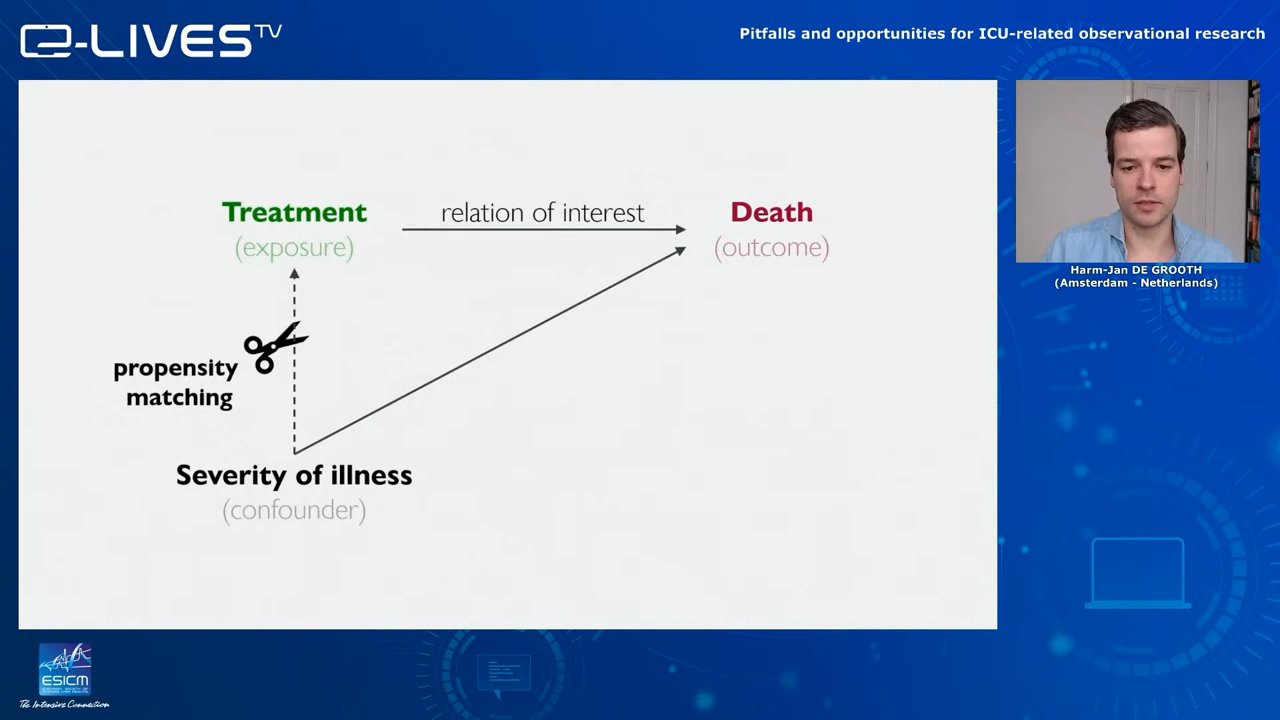 e-LIVES TV
Pitfalls and opportunities for ICU-related observational research
Treatment
(exposure)
relation of interest
Death
(outcome)
propensity
matching
Severity of illness
(confounder)
Harm-Jan DE GROOTH
(Amsterdam - Netherlands)
ESICM
The Intensive Connection